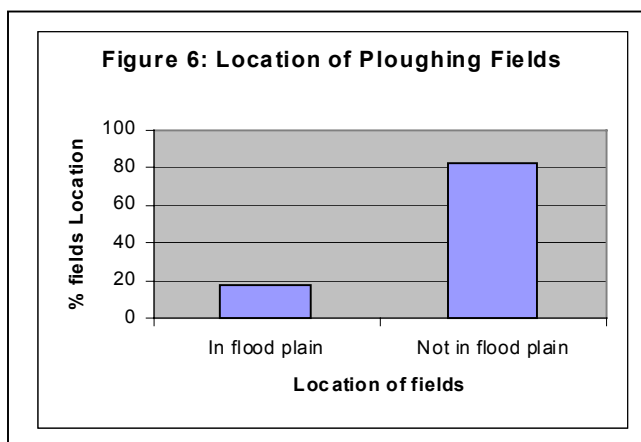 Figure 6: Location of Ploughing Fields
% fields Location
100
80
60
40
20
0
In flood plain Not in flood plain
Location of fields